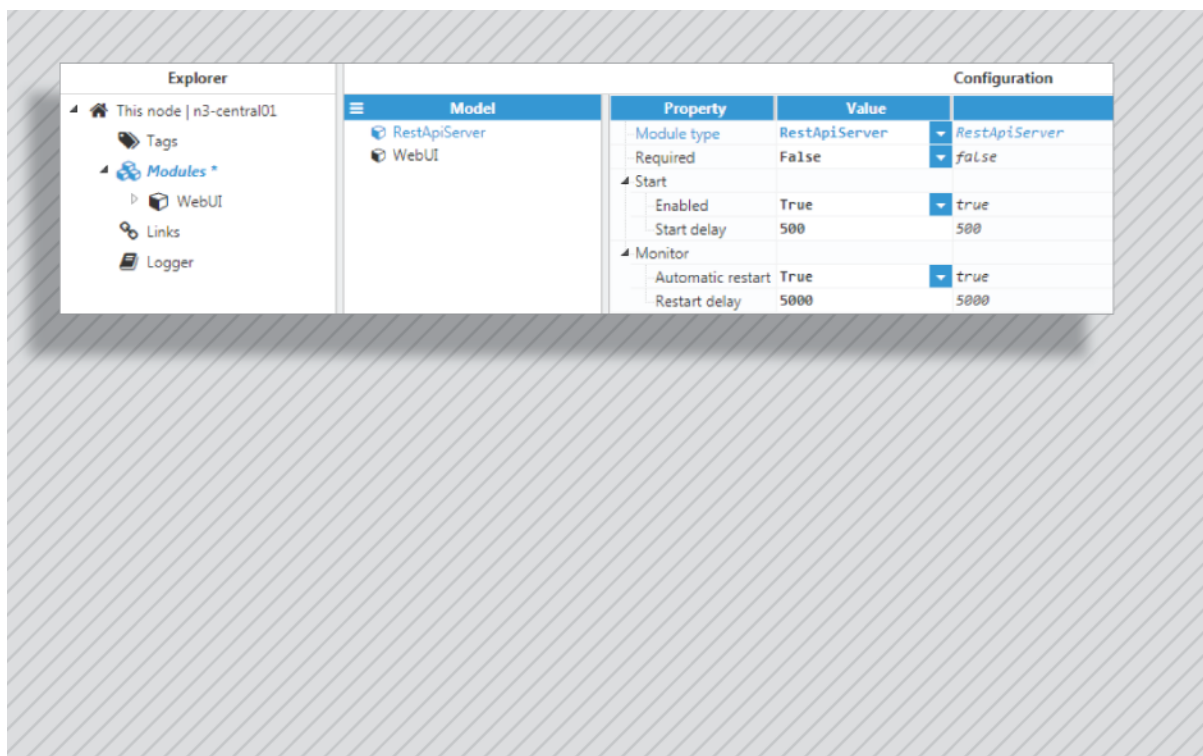 Explorer
Configuration
This node | n3-central01
Tags
Modules *
WebUI
Links
Logger
Model
RestApiServer
WebUI
Property Value
Module type RestApiServer RestApiServer
Required False false
Start
Enabled True true
Start delay 500 500
Monitor
Automatic restart True true
Restart delay 5000 5000